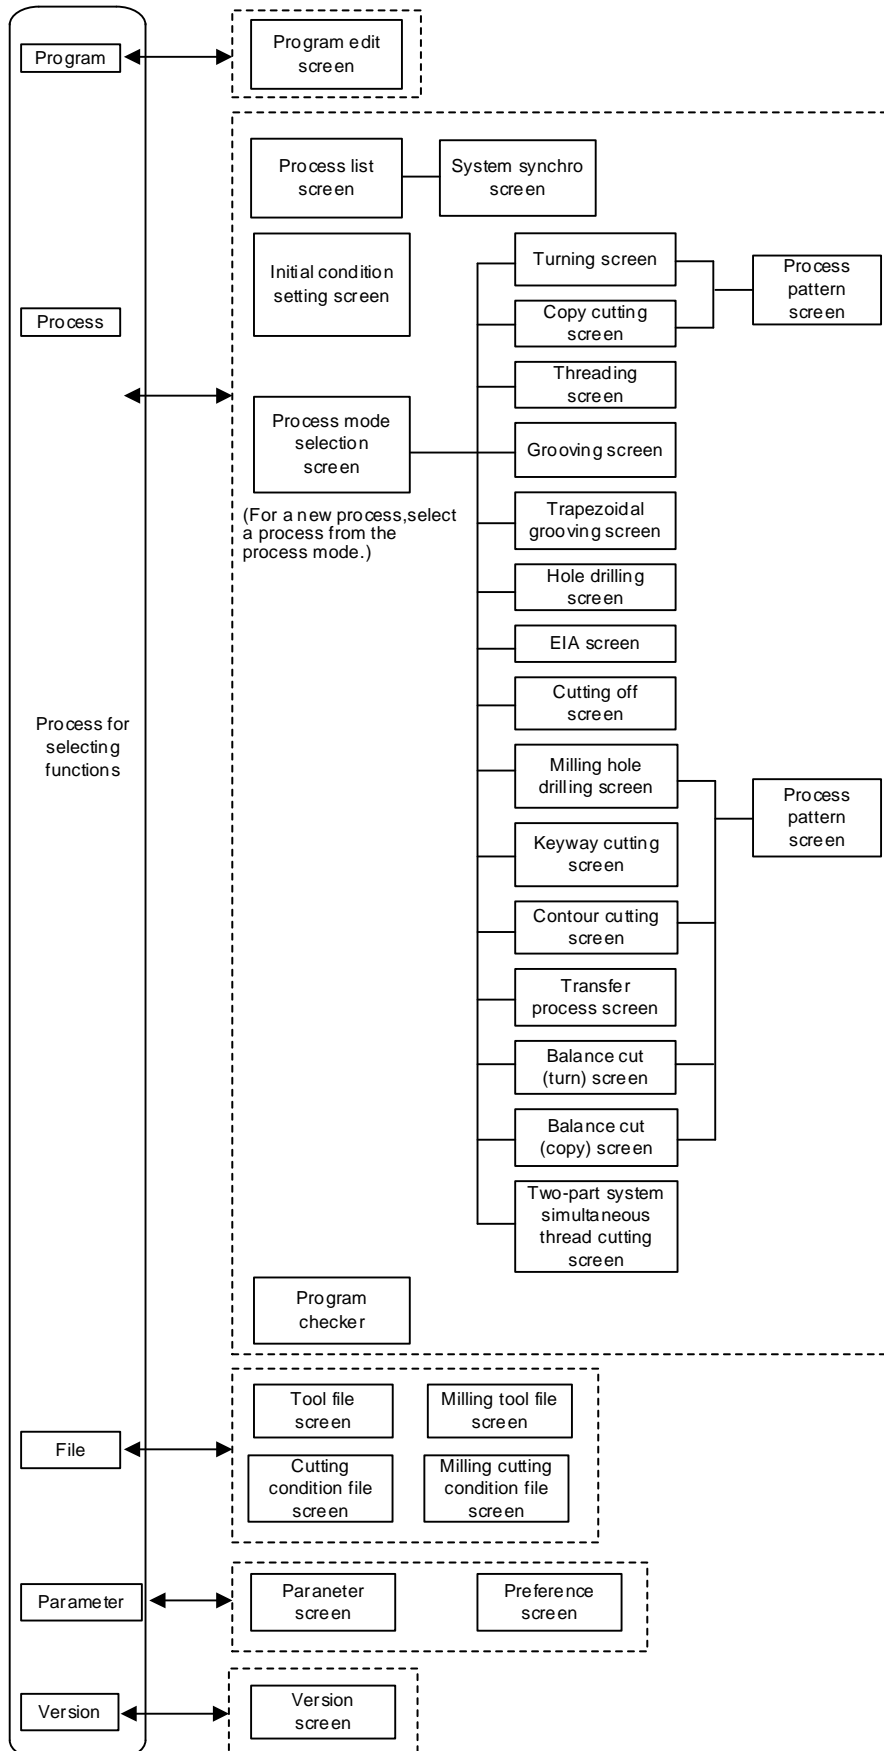 Program
Program edit
screen
Process list
screen
System synchro
screen
Initial condition
setting screen
Turning screen
Process
pattern
screen
Process
Copy cutting
screen
Threading
screen
Process mode
selection
screen
Grooving screen
(For a new process,select
a process from the
process mode.)
Trapezoidal
grooving screen
Hole drilling
screen
EIA screen
Cutting off
screen
Process for
selecting
functions
Milling hole
drilling screen
Process
pattern
screen
Keyway cutting
screen
Contour cutting
screen
Transfer
process screen
Balance cut
(turn) screen
Balance cut
(copy) screen
Two-part system
simultaneous
thread cutting
screen
Program
checker
File
Tool file
screen
Milling tool file
screen
Cutting
condition file
screen
Milling cutting
condition file
screen
Parameter
Paraneter
screen
Preference
screen
Version
Version
screen